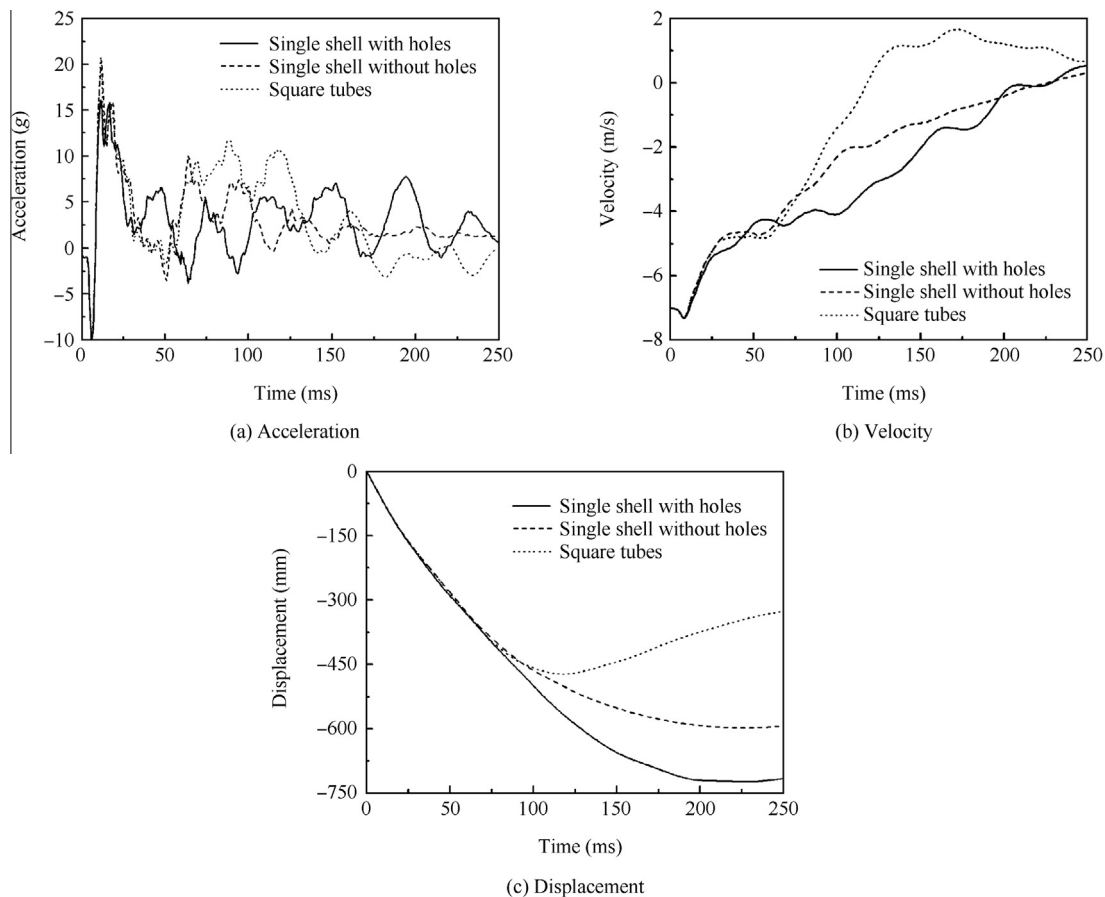 25
20
15
10
5
0
−5
−10
Acceleration (g)
Single shell with holes
Single shell without holes
Square tubes
0 50 100 150 200 250
Time (ms)
(a) Acceleration
2
0
−2
−4
−6
−8
Velocity (m/s)
Single shell with holes
Single shell without holes
Square tubes
0 50 100 150 200 250
Time (ms)
(b) Velocity
0
−150
−300
−450
−600
−750
Displacement (mm)
Single shell with holes
Single shell without holes
Square tubes
0 50 100 150 200 250
Time (ms)
(c) Displacement